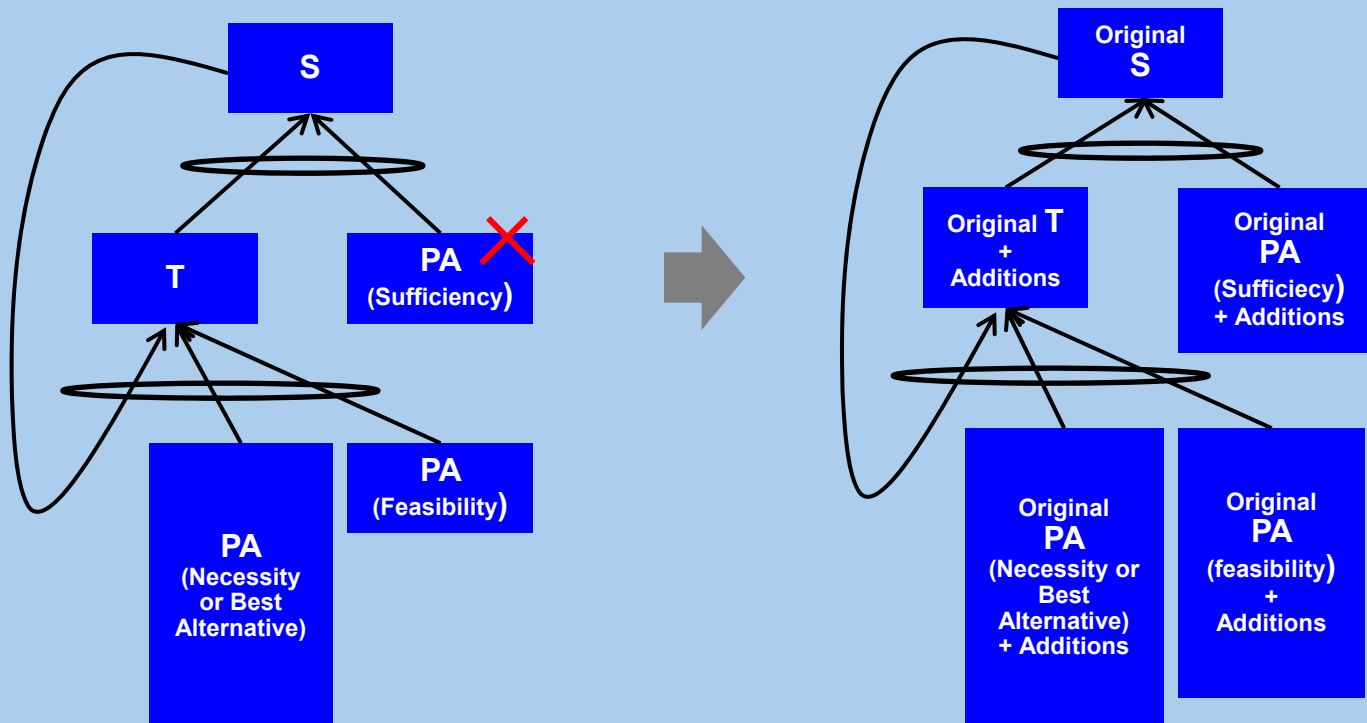 S
T
PA
(Sufficiency)
PA
(Necessity
or Best
Alternative)
PA
(Feasibility)
Original
S
Original T
+
Additions
Original
PA
(Sufficiecy)
+ Additions
Original
PA
(Necessity or
Best
Alternative)
+ Additions
Original
PA
(feasibility)
+
Additions